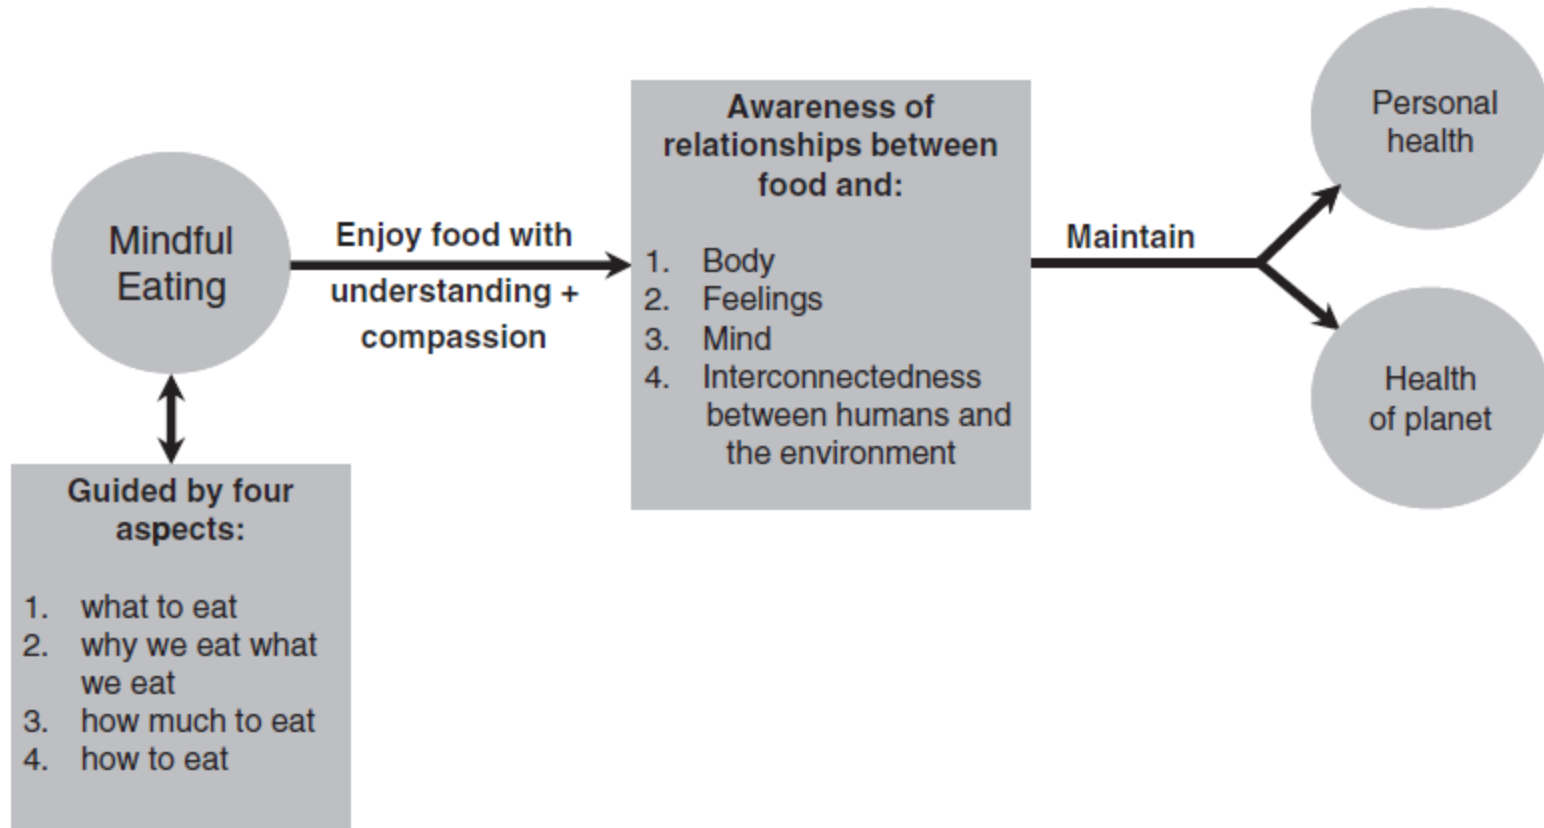 Mindful
Eating
Enjoy food with
understanding +
compassion
Guided by four
aspects:
1. what to eat
2. why we eat what
we eat
3. how much to eat
4. how to eat
Awareness of
relationships between
food and:
1. Body
2. Feelings
3. Mind
4. Interconnectedness
between humans and
the environment
Maintain
Personal
health
Health
of planet